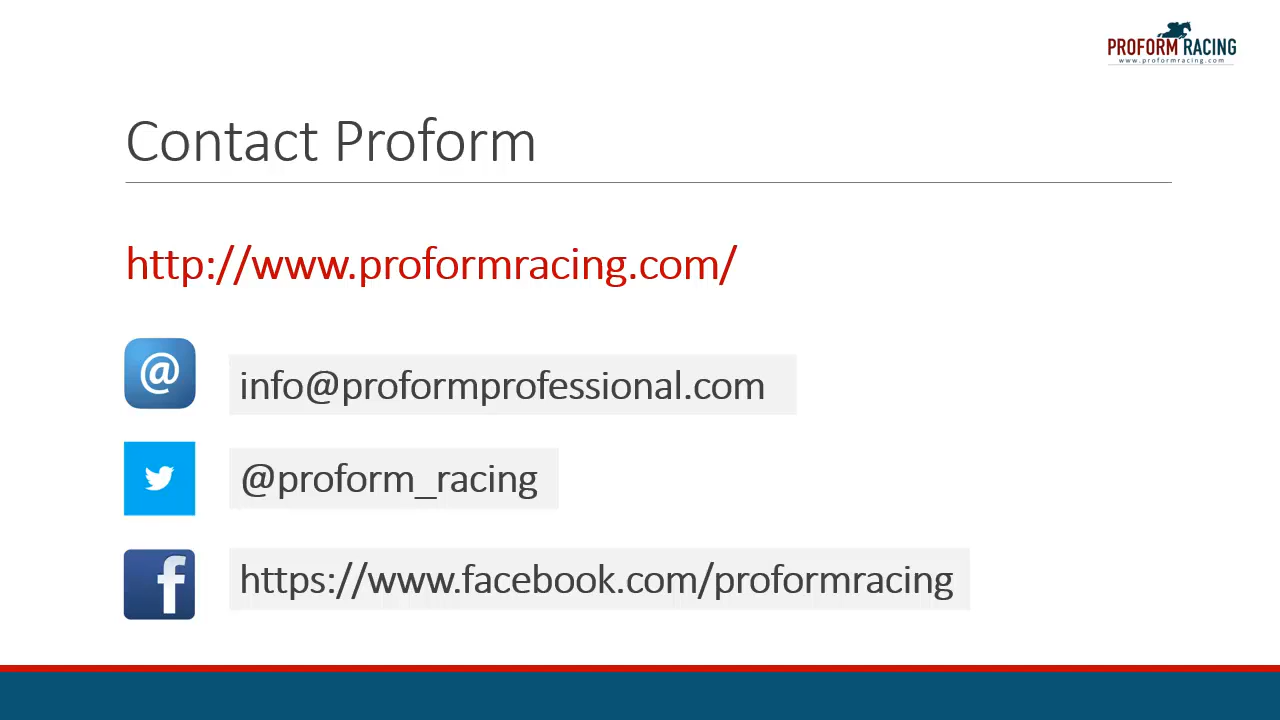 PROFORM RACING
www.proformracing.com
Contact Proform
http://www.proformracing.com/
@
info@proformprofessional.com
@proform_racing
f
https://www.facebook.com/proformracing